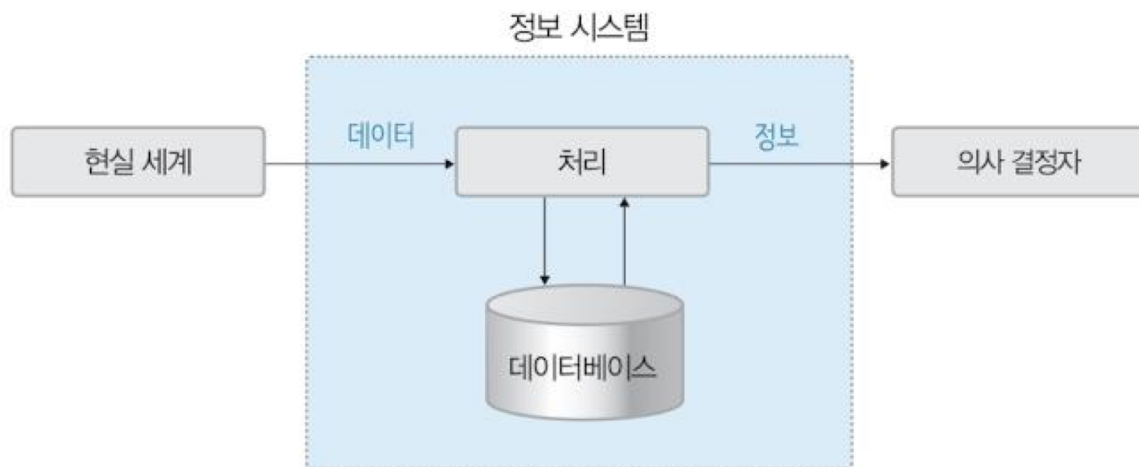 정보 시스템
데이터
정보
현실 세계
처리
의사 결정자
데이터베이스